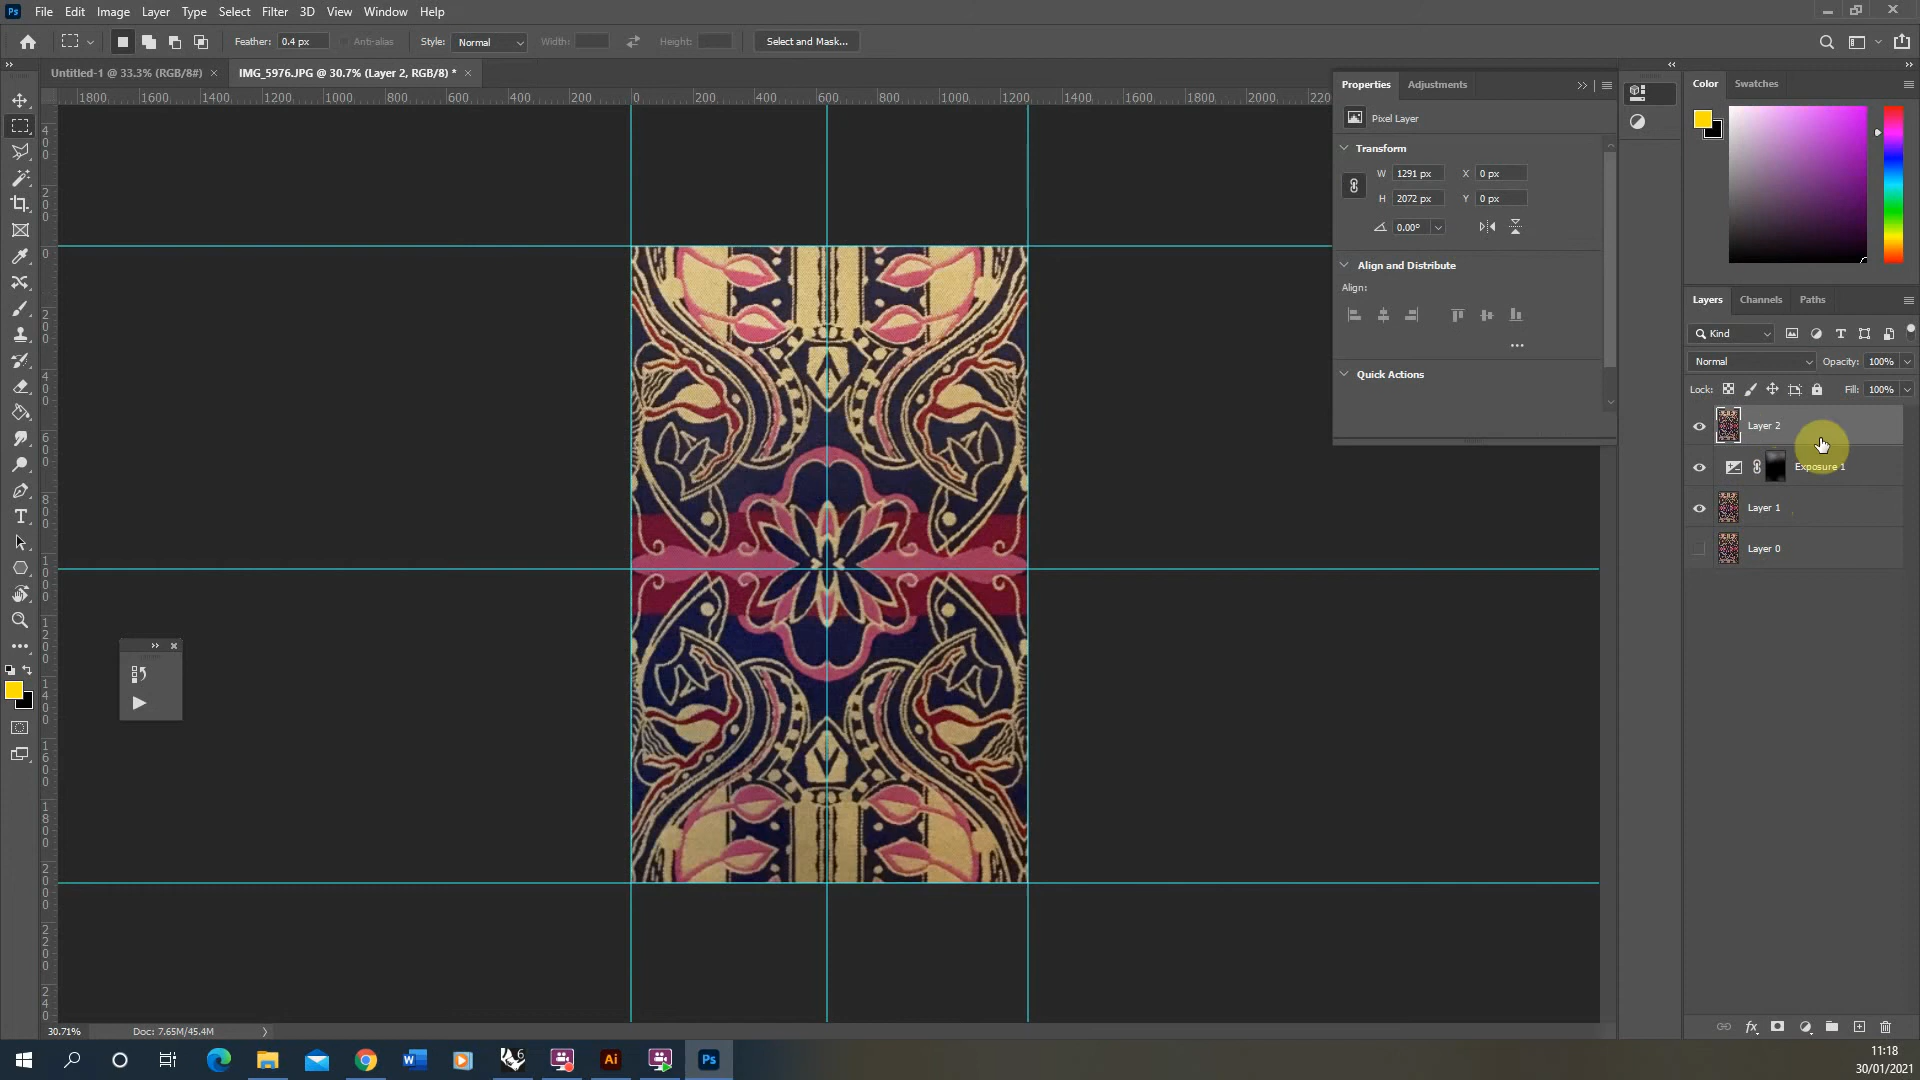 Ps File Edit Image Layer Type Select Filter 3D View Window Help
Feather: 0.4 px Anti-alias Style: Normal Width: Height: Select and Mask...
Untitled-1 @ 33.3% (RGB/8#) × IMG_5976.JPG @ 30.7% (Layer 2, RGB/8) * ×
1800 1600 1400 1200 1000 800 600 400 200 0 200 400 600 800 1000 1200 1400 1600 1800 2000 220
Properties Adjustments
Pixel Layer
Transform
W 1291 px X 0 px
H 2072 px Y 0 px
0.00°
Align and Distribute
Align:
Quick Actions
Color Swatches
Layers Channels Paths
Kind
Normal Opacity: 100%
Lock: Fill: 100%
Layer 2
Exposure 1
Layer 1
Layer 0
30.71% Doc: 7.65M/45.4M
6 Ai Ps
11:18
30/01/2021